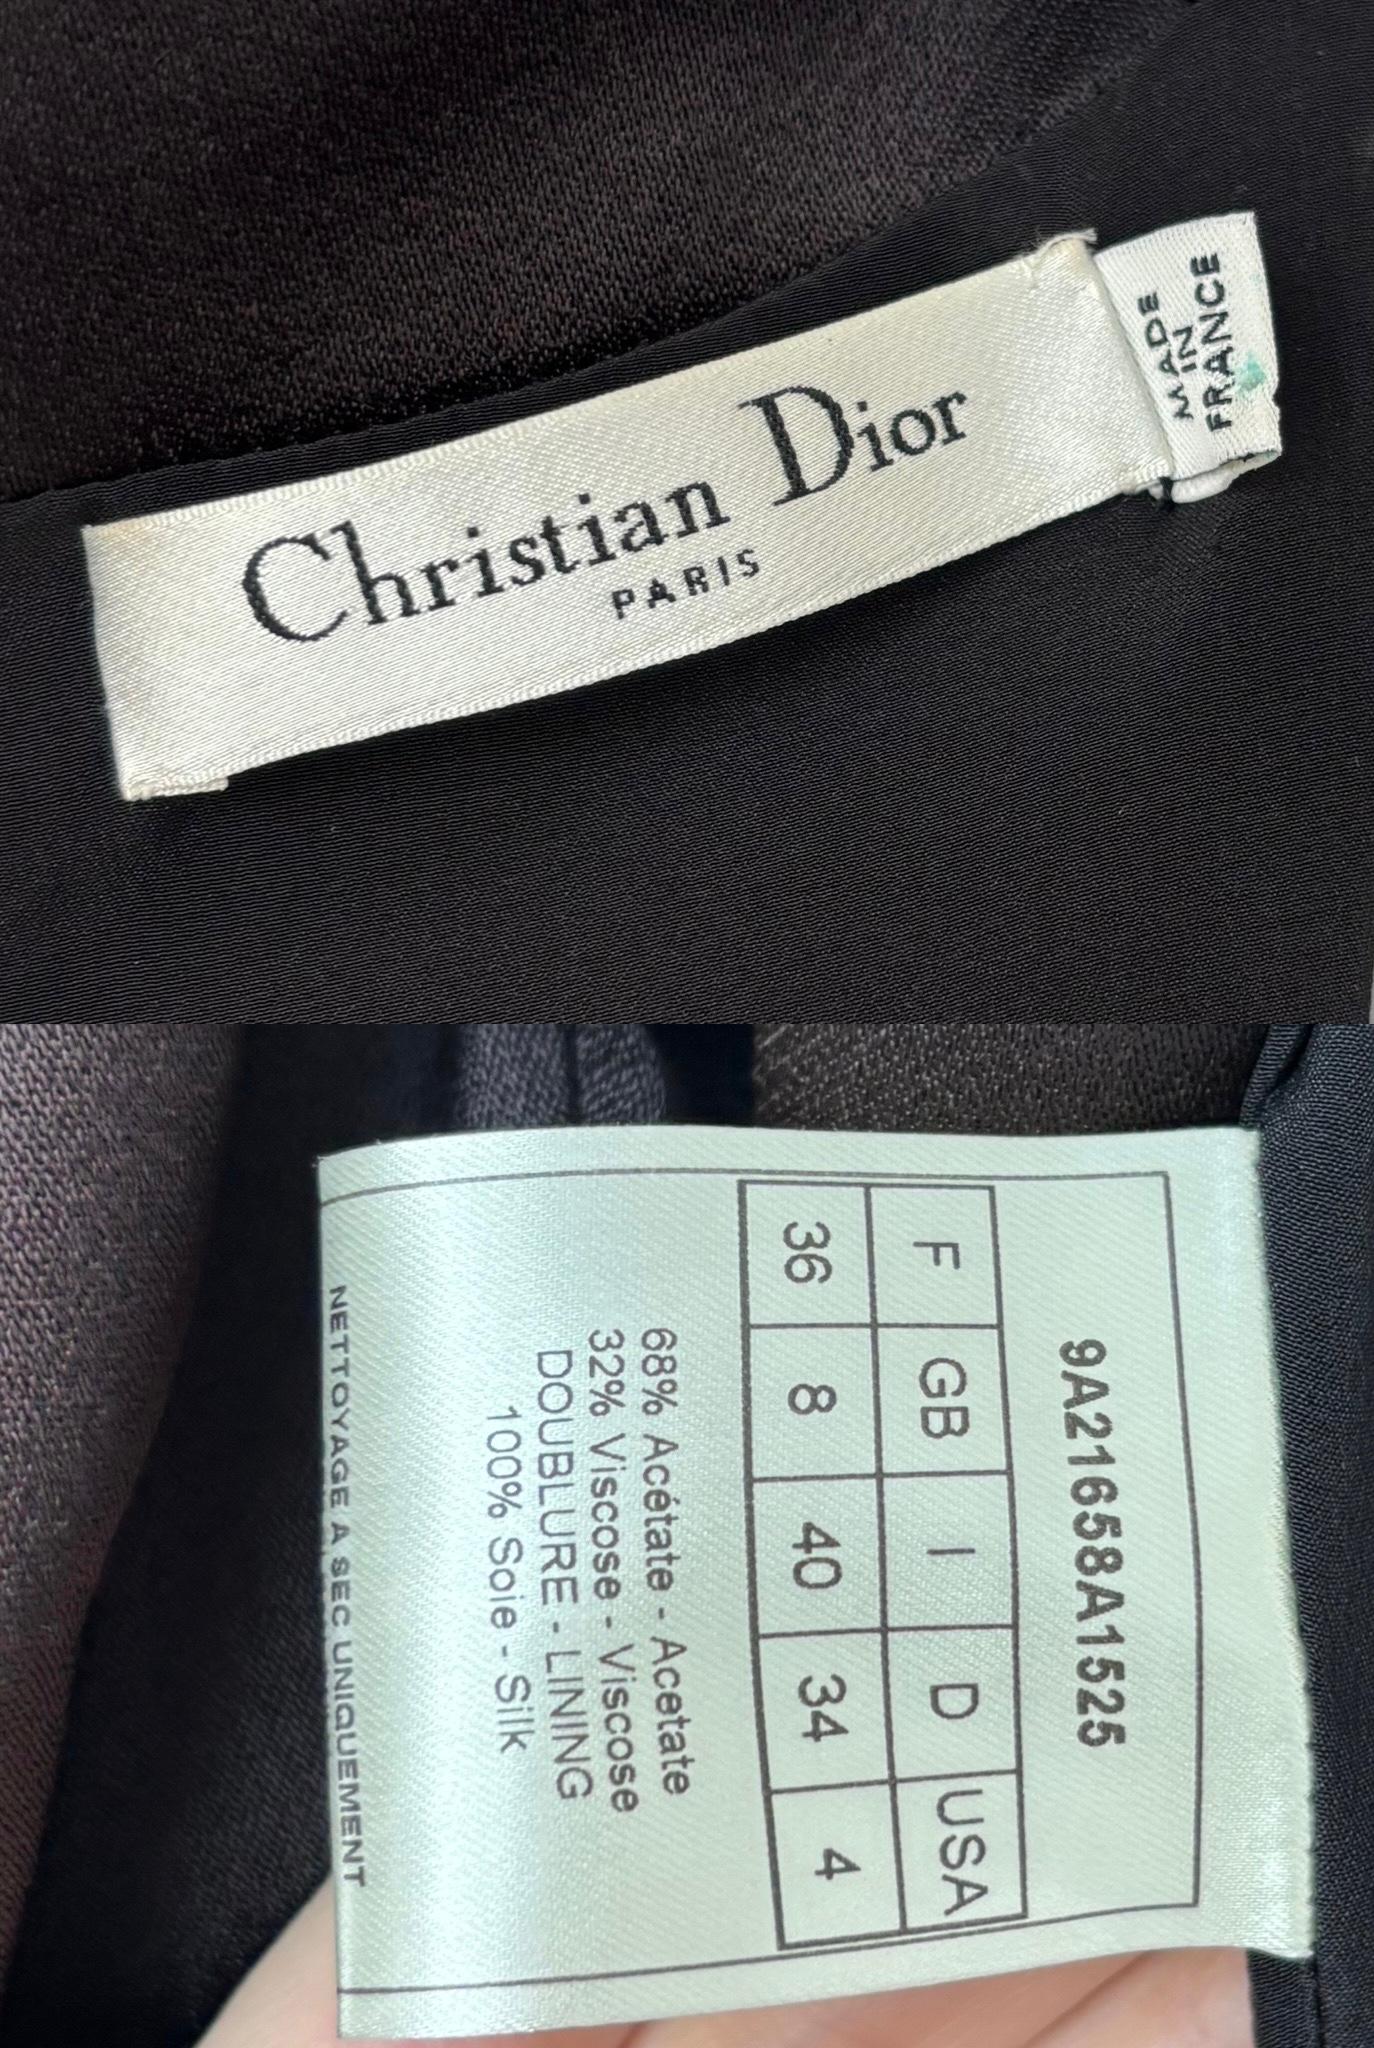 Christian Dior
PARIS
MADE
IN
FRANCE
9A21658A1525
F GB I D USA
36 8 40 34 4
68% Acétate - Acetate
32% Viscose - Viscose
DOUBLURE - LINING
100% Soie - Silk
NETTOYAGE A SEC UNIQUEMENT